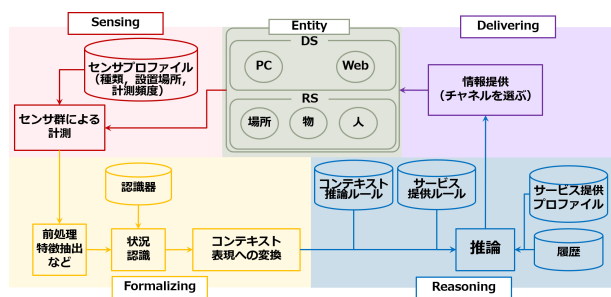 Sensing
Entity
Delivering
DS
PC
Web
RS
場所
物
人
センサプロファイル
（種類，設置場所，
計測頻度）
センサ群による
計測
情報提供
（チャネルを選ぶ）
認識器
前処理
特徴抽出
など
状況
認識
コンテキスト
表現への変換
コンテキスト
推論ルール
サービス
提供ルール
推論
サービス提供
プロファイル
履歴
Formalizing
Reasoning